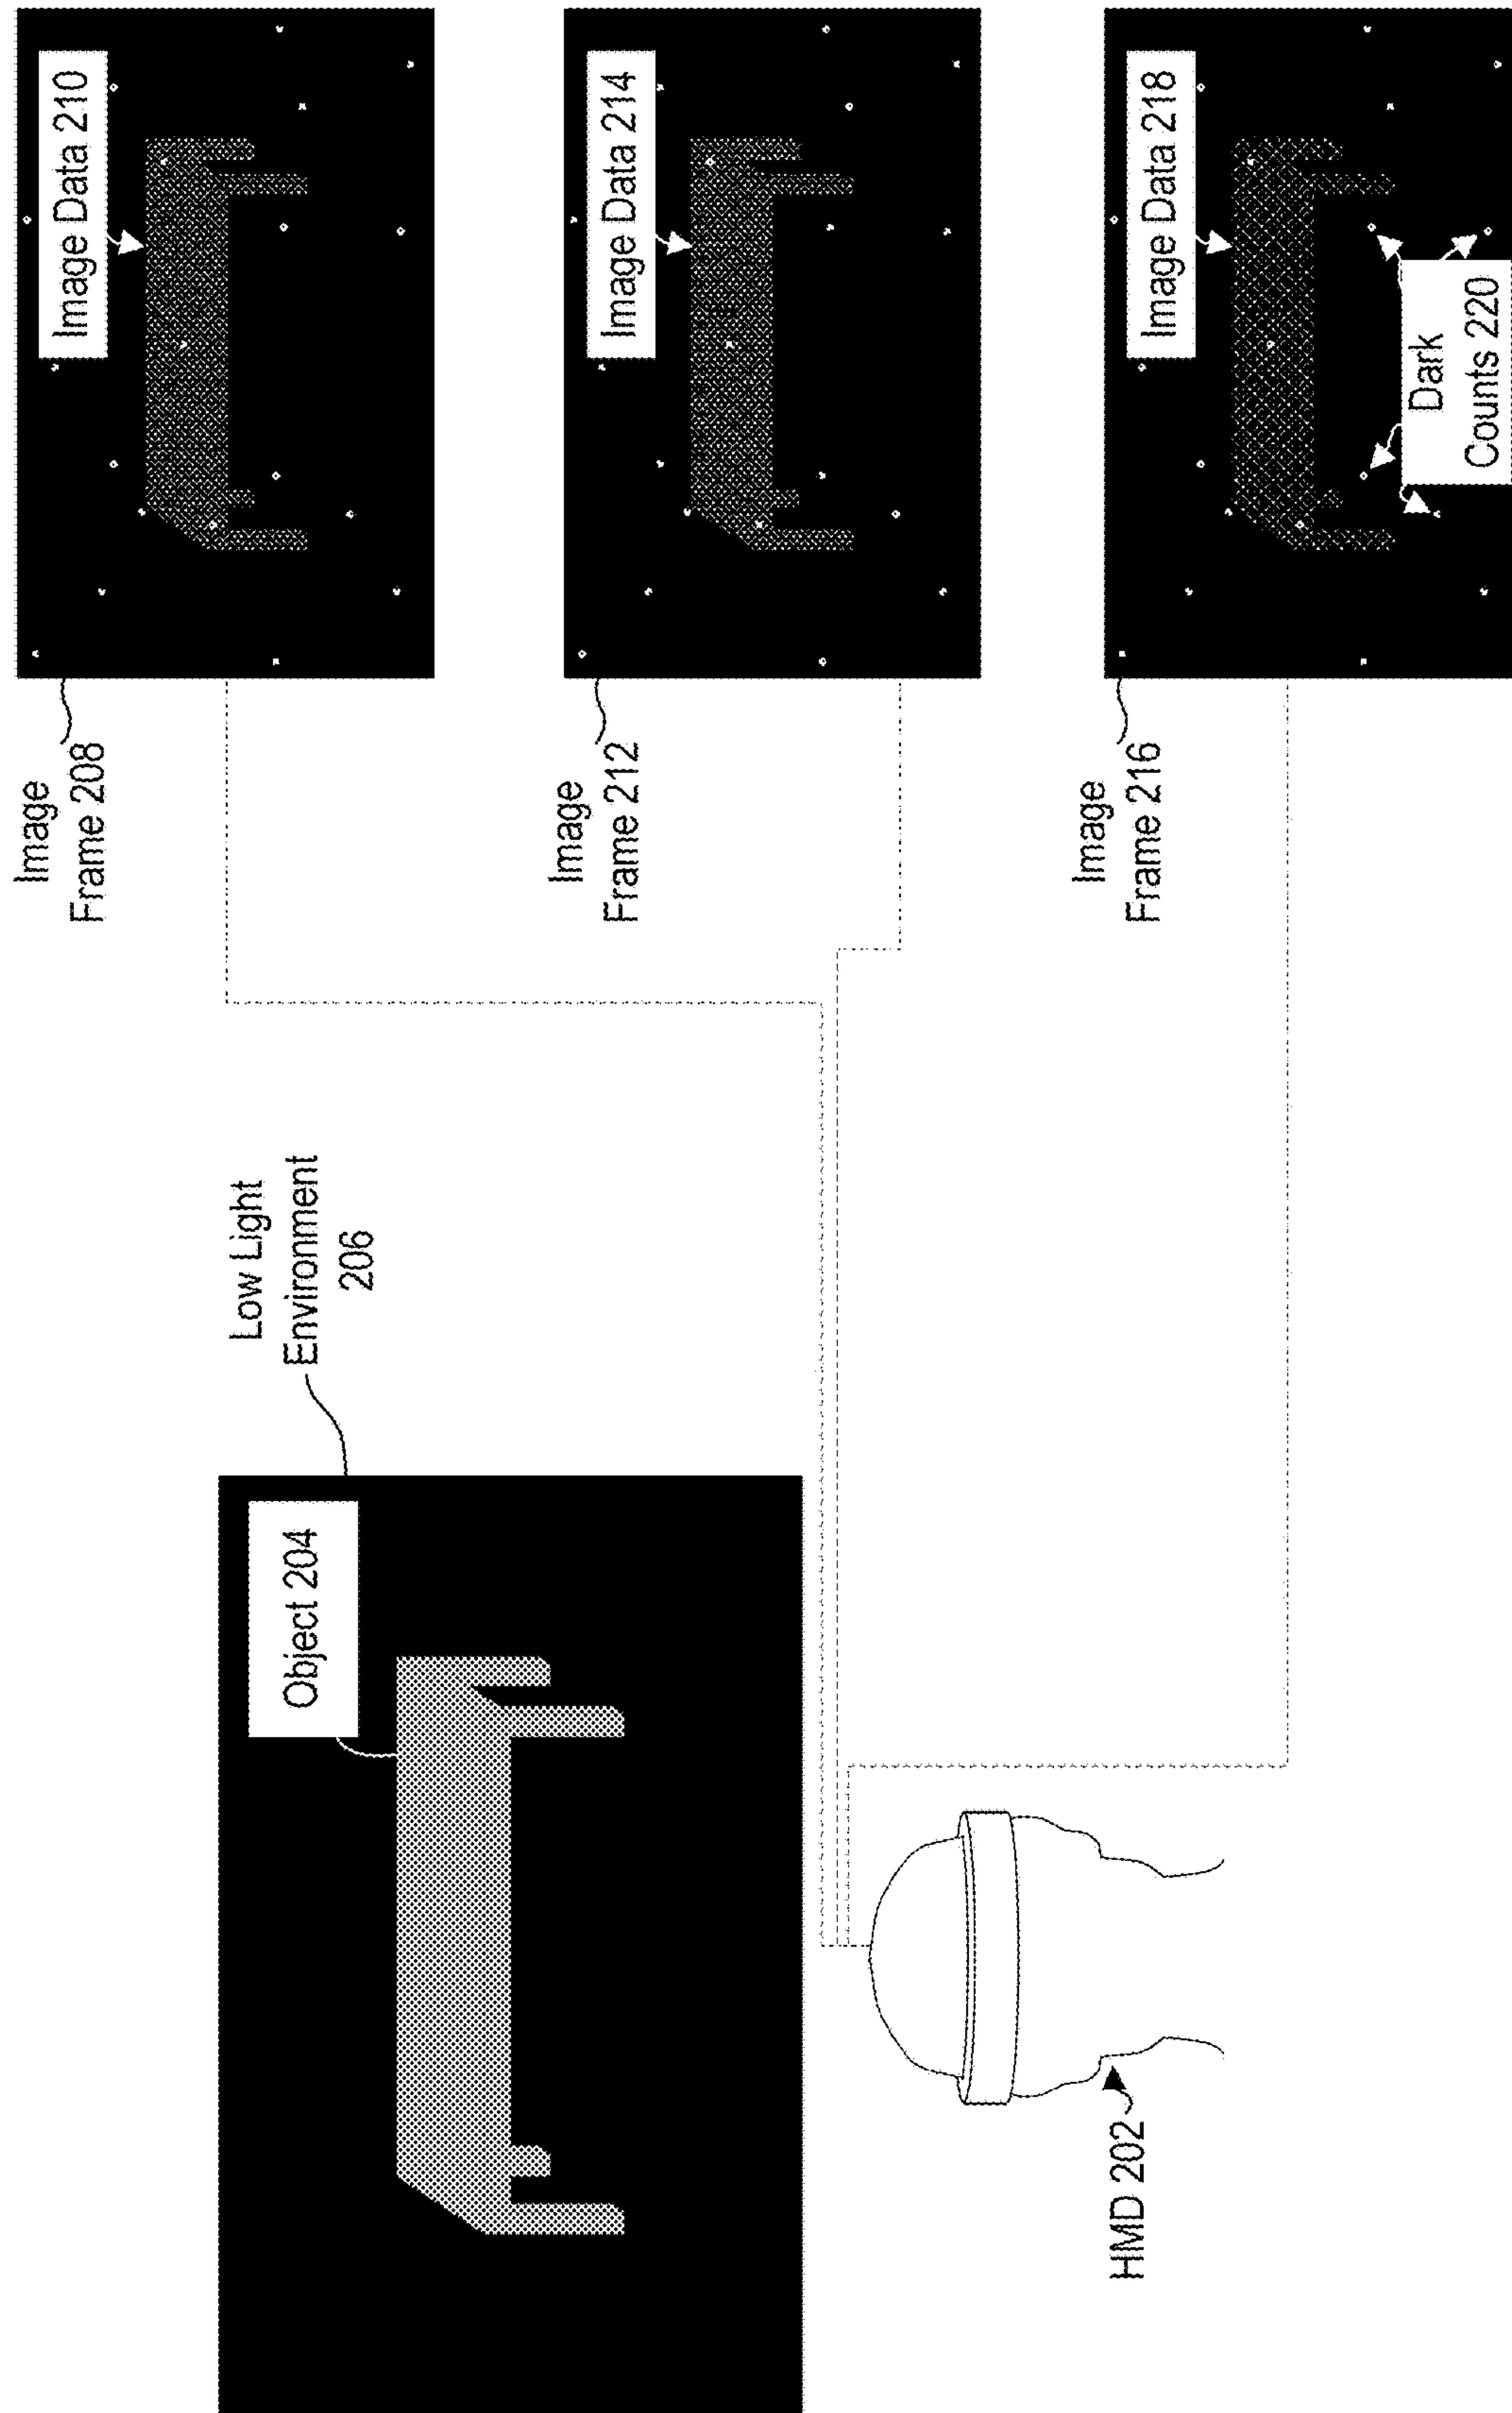 Object 204
Low Light
Environment
206
HMD 202
Image
Frame 208
Image Data 210
Image
Frame 212
Image Data 214
Image
Frame 216
Image Data 218
Dark
Counts 220